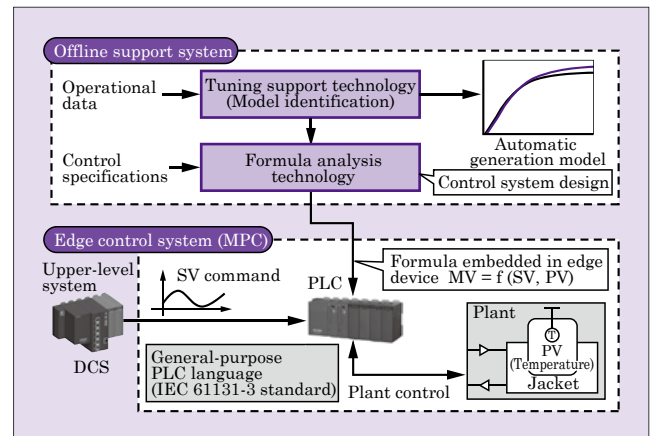 Offline support system
Operational
data
Tuning support technology
(Model identification)
Automatic
generation model
Control
specifications
Formula analysis
technology
Control system design
Edge control system (MPC)
Upper-level
system
SV command
PLC
Formula embedded in edge
device MV = f (SV, PV)
DCS
General-purpose
PLC language
(IEC 61131-3 standard)
Plant control
Plant
T
PV
(Temperature)
Jacket